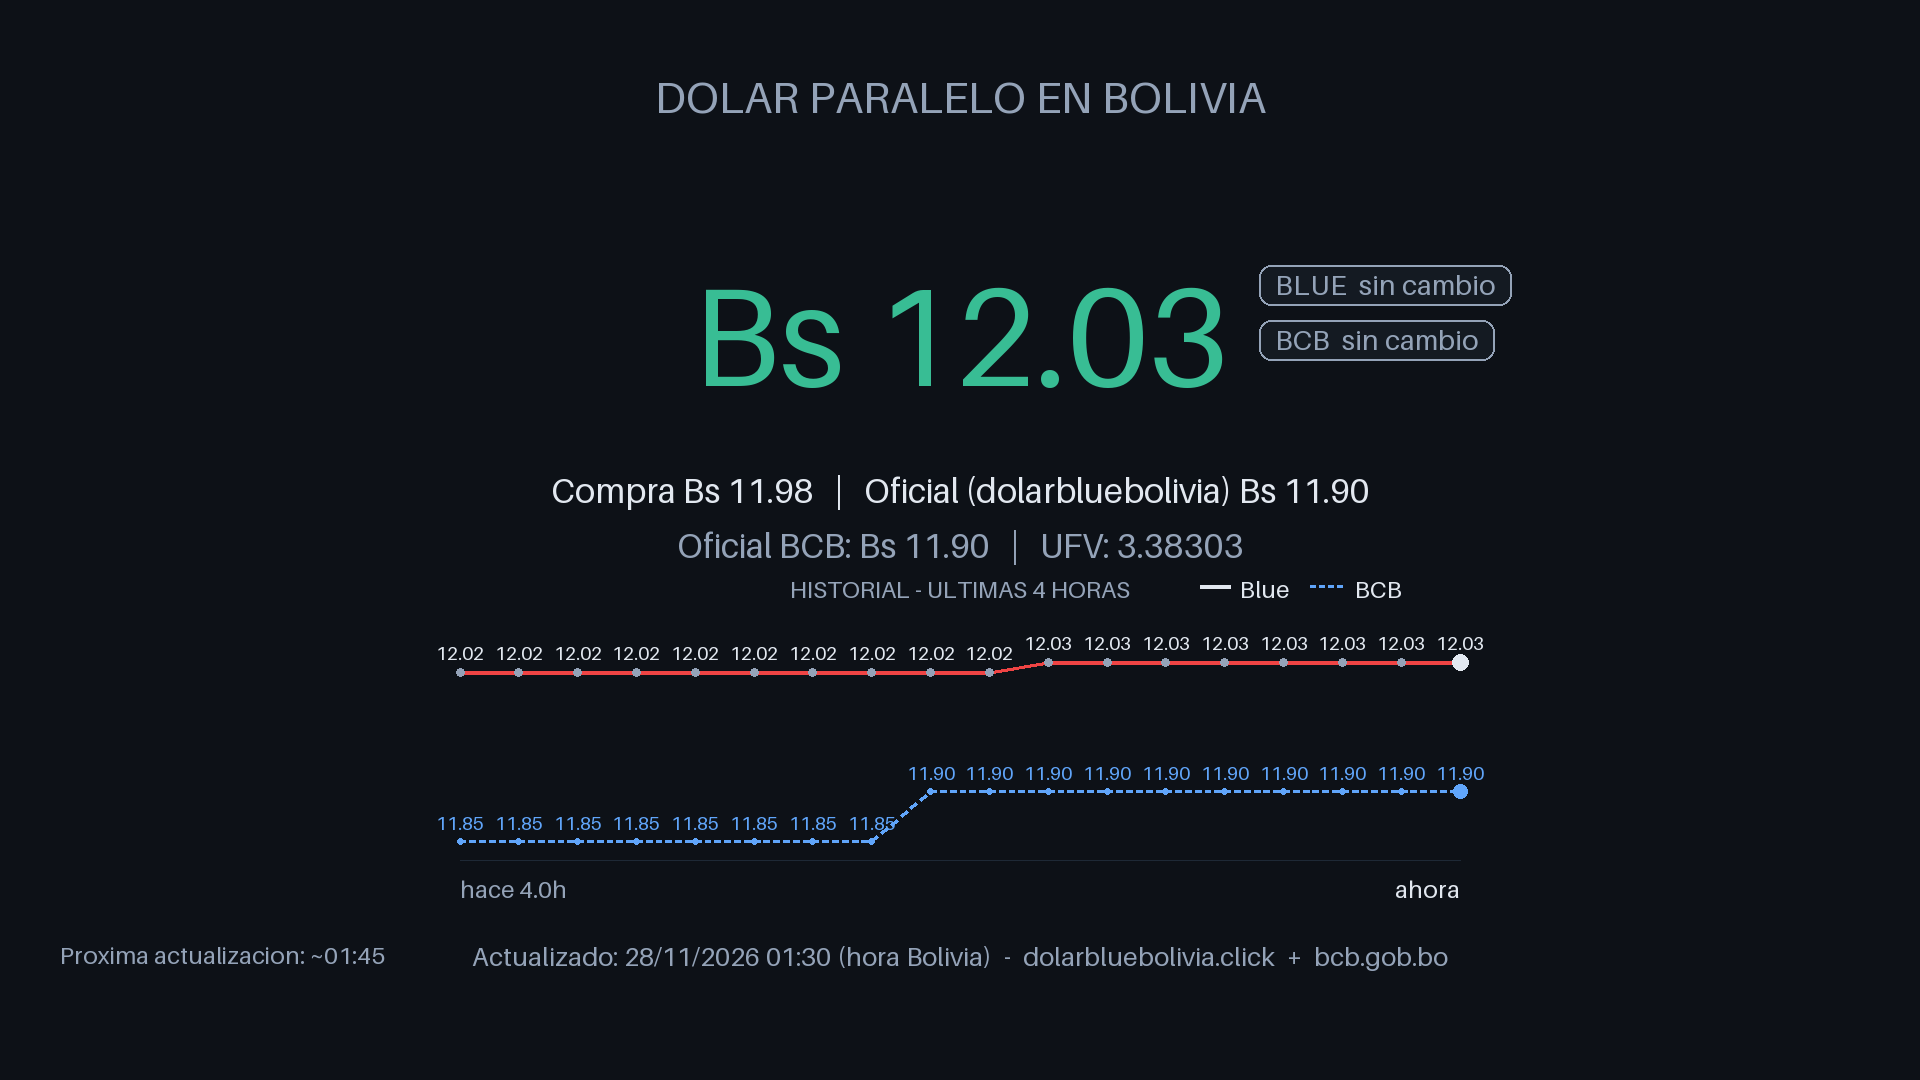 DOLAR PARALELO EN BOLIVIA
Bs 12.03
BLUE sin cambio
BCB sin cambio
Compra Bs 11.98 | Oficial (dolarbluebolivia) Bs 11.90
Oficial BCB: Bs 11.90 | UFV: 3.38303
HISTORIAL - ULTIMAS 4 HORAS
Blue
BCB
12.02 12.02 12.02 12.02 12.02 12.02 12.02 12.02 12.02 12.02 12.03 12.03 12.03 12.03 12.03 12.03 12.03 12.03
11.85 11.85 11.85 11.85 11.85 11.85 11.85 11.85 11.90 11.90 11.90 11.90 11.90 11.90 11.90 11.90 11.90 11.90
hace 4.0h
ahora
Proxima actualizacion: ~01:45
Actualizado: 28/11/2026 01:30 (hora Bolivia) - dolarbluebolivia.click + bcb.gob.bo